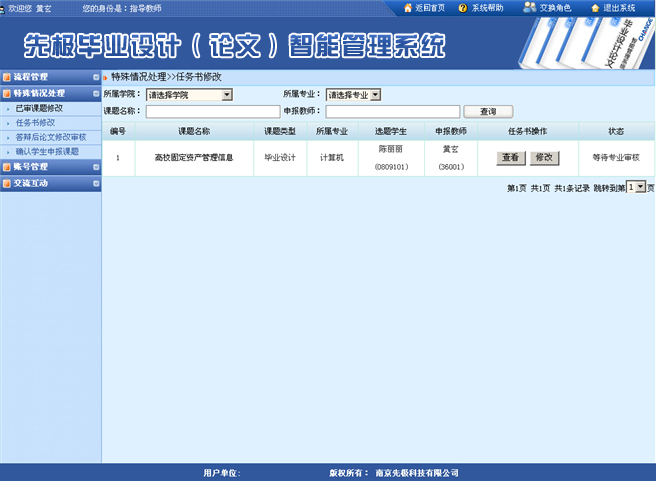 欢迎您 黄玄 您的身份是：指导教师 返回首页 系统帮助 交换角色 退出系统
先极毕业设计（论文）智能管理系统
毕业设计论文
流程管理
特殊情况处理
已审课题修改
任务书修改
答辩后论文修改审核
确认学生申报课题
账号管理
交流互动
特殊情况处理>>任务书修改
所属学院： 请选择学院 所属专业： 请选择专业
课题名称： 申报教师： 查询
编号 课题名称 课题类型 所属专业 选题学生 申报教师 任务书操作 状态
1 高校固定资产管理信息 毕业设计 计算机 陈丽丽 (0809101) 黄玄 (36001) 查看 修改 等待专业审核
第1页 共1页 共1条记录 跳转到第 1 页
用户单位: 版权所有： 南京先极科技有限公司